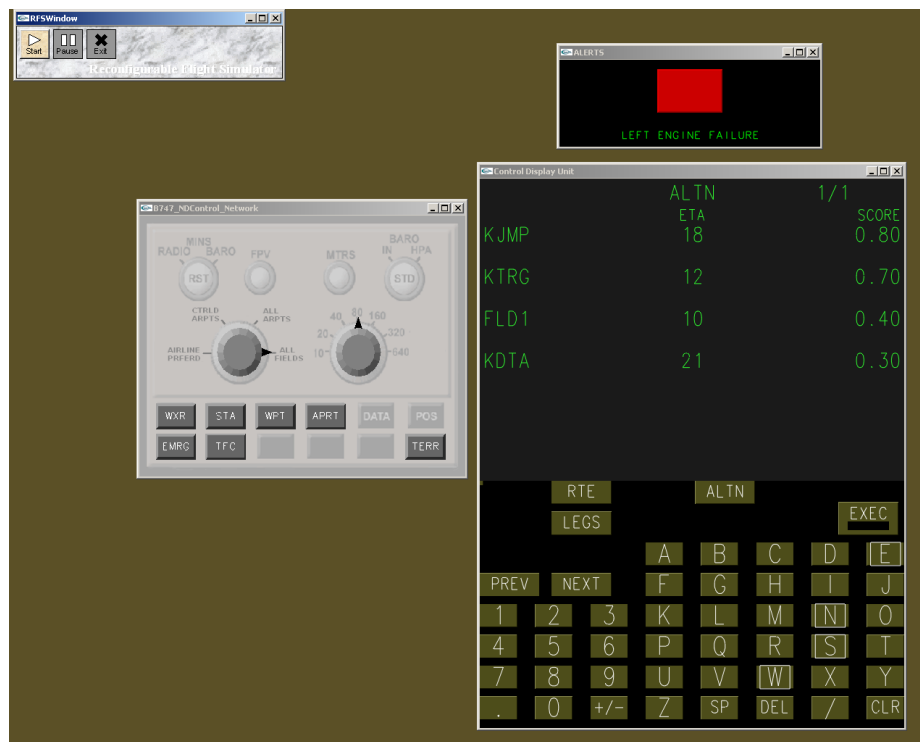 RFSWindow
Start Pause Exit
Reconfigurable Flight Simulator
ALERTS
LEFT ENGINE FAILURE
B747_NDControl_Network
MINS
RADIO BARO
FPV
MTRS
BARO
IN HPA
RST
STD
CTRLD
ARPTS
ALL
ARPTS
AIRLINE
PRFERD
ALL
FIELDS
10 20 40 80 160 320 640
WXR STA WPT APRT DATA POS
EMRG TFC TERR
Control Display Unit
ALTN 1/1
ETA SCORE
KJMP 18 0.80
KTRG 12 0.70
FLD1 10 0.40
KDTA 21 0.30
RTE ALTN
LEGS EXEC
A B C D E
PREV NEXT F G H I J
1 2 3 K L M N O
4 5 6 P Q R S T
7 8 9 U V W X Y
. 0 +/- Z SP DEL / CLR